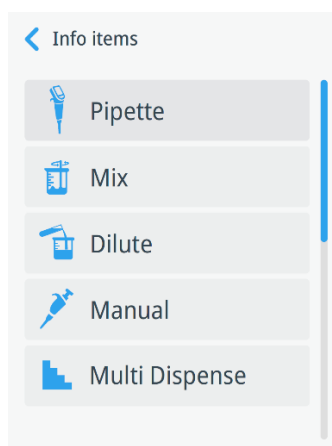 Info items
Pipette
Mix
Dilute
Manual
Multi Dispense